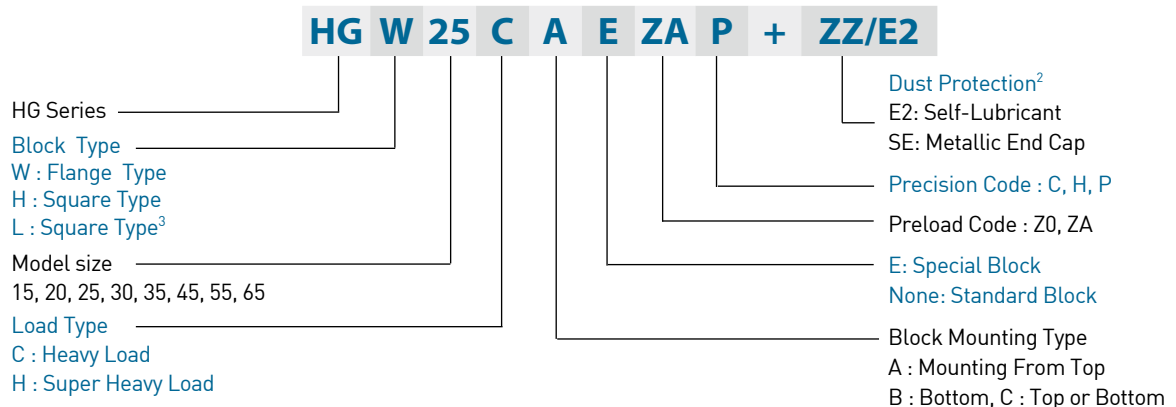 HG W 25 C A E ZA P + ZZ/E2
HG Series
Block Type
W : Flange Type
H : Square Type
L : Square Type³
Model size
15, 20, 25, 30, 35, 45, 55, 65
Load Type
C : Heavy Load
H : Super Heavy Load
Dust Protection²
E2: Self-Lubricant
SE: Metallic End Cap
Precision Code : C, H, P
Preload Code : Z0, ZA
E: Special Block
None: Standard Block
Block Mounting Type
A : Mounting From Top
B : Bottom, C : Top or Bottom